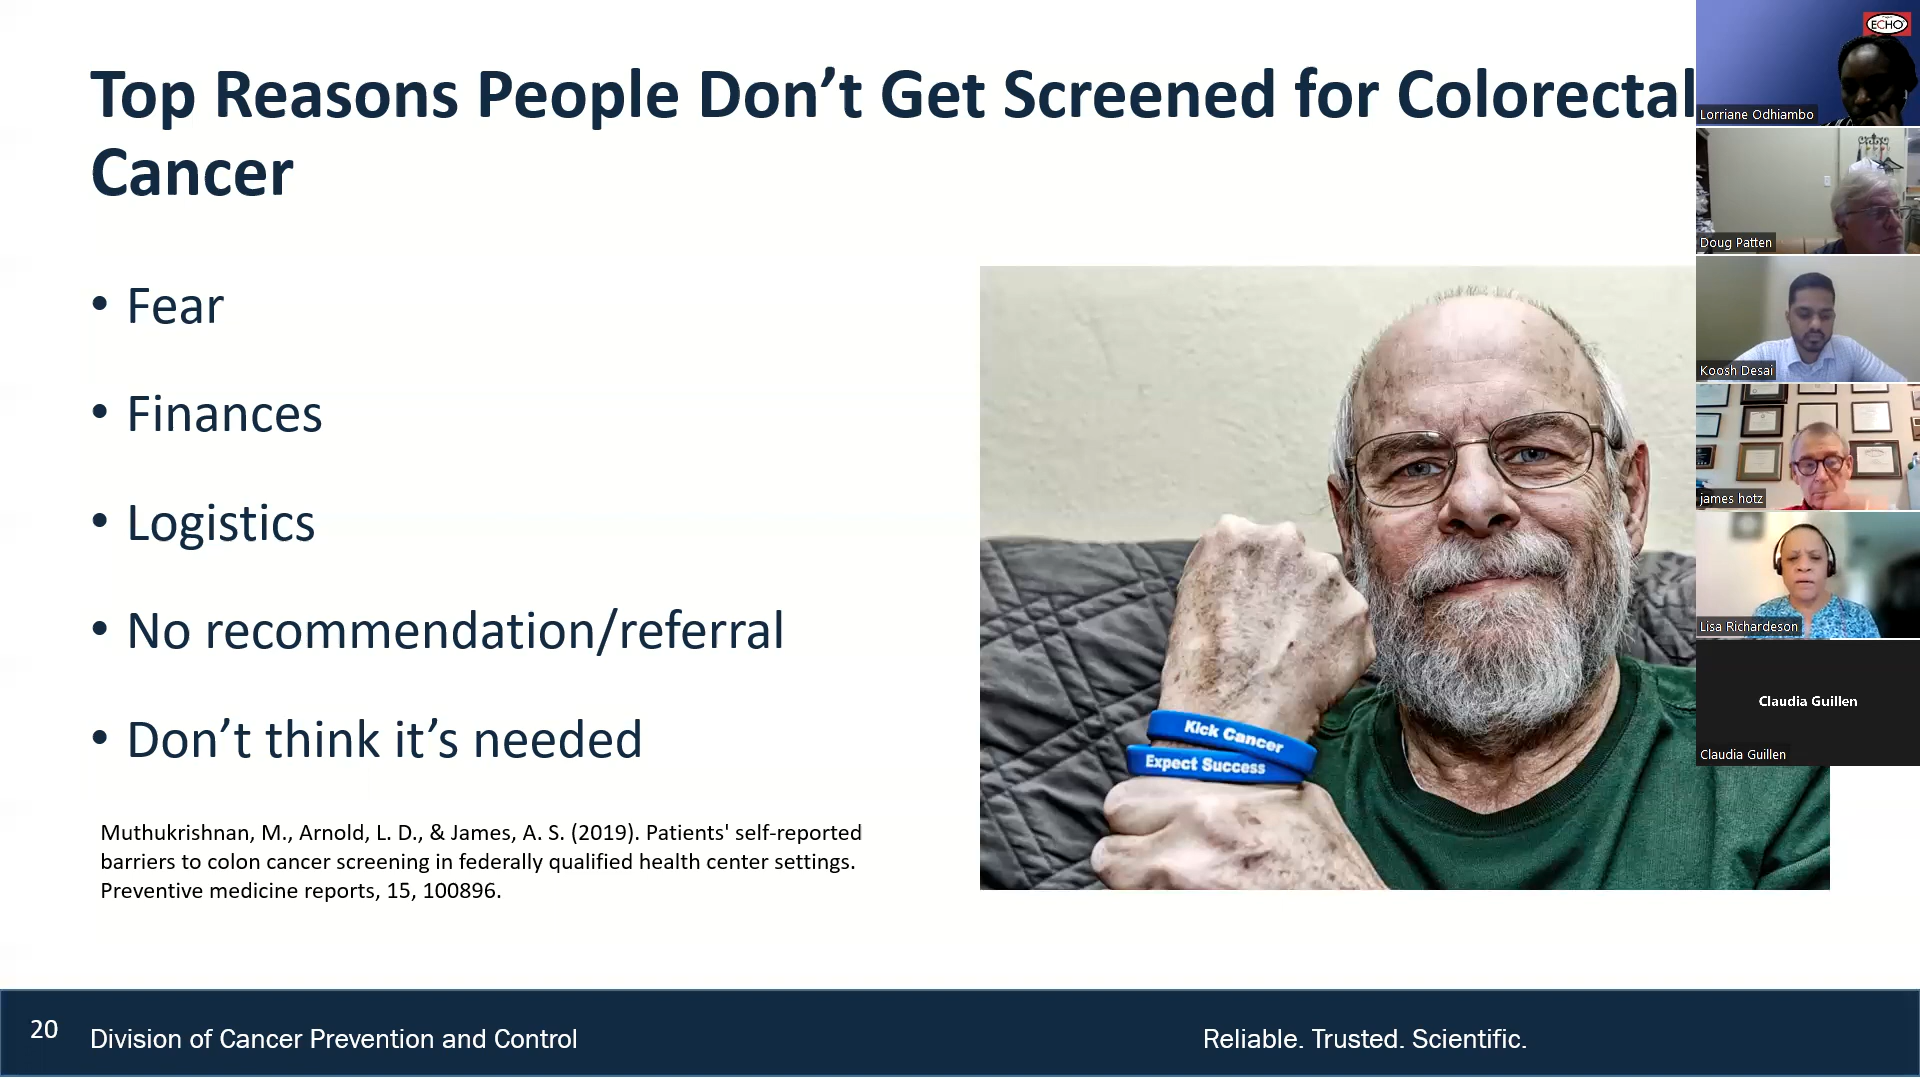 Top Reasons People Don’t Get Screened for Colorectal
Cancer
• Fear
• Finances
• Logistics
• No recommendation/referral
• Don’t think it’s needed
Muthukrishnan, M., Arnold, L. D., & James, A. S. (2019). Patients' self-reported
barriers to colon cancer screening in federally qualified health center settings.
Preventive medicine reports, 15, 100896.
Kick Cancer
Expect Success
20
Division of Cancer Prevention and Control
Reliable. Trusted. Scientific.
ECHO
Lorriane Odhiambo
Doug Patten
Koosh Desai
james hotz
Lisa Richardeson
Claudia Guillen
Claudia Guillen